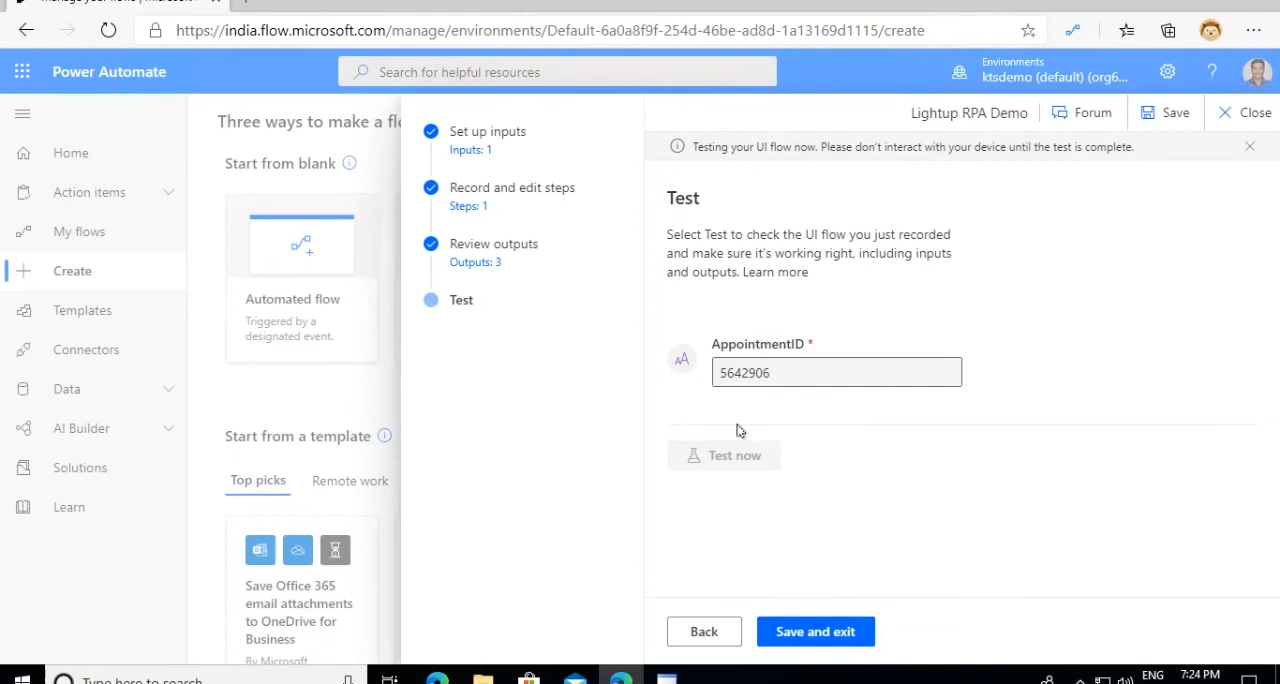 https://india.flow.microsoft.com/manage/environments/Default-6a0a8f9f-254d-46be-ad8d-1a13169d1115/create
Power Automate
Search for helpful resources
Environments
ktsdemo (default) (org6...
Home
Action items
My flows
Create
Templates
Connectors
Data
AI Builder
Solutions
Learn
Three ways to make a flo
Start from blank
Automated flow
Triggered by a
designated event.
Start from a template
Top picks
Remote work
Save Office 365
email attachments
to OneDrive for
Business
By Microsoft
Set up inputs
Inputs: 1
Record and edit steps
Steps: 1
Review outputs
Outputs: 3
Test
Lightup RPA Demo
Forum
Save
Close
Testing your UI flow now. Please don't interact with your device until the test is complete.
Test
Select Test to check the UI flow you just recorded
and make sure it's working right, including inputs
and outputs. Learn more
AppointmentID *
5642906
Test now
Back
Save and exit
Type here to search
ENG
7:24 PM